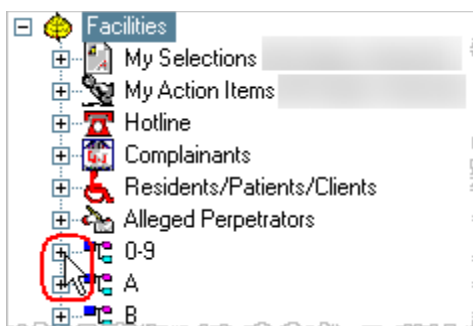 Facilities
My Selections
My Action Items
Hotline
Complainants
Residents/Patients/Clients
Alleged Perpetrators
0-9
A
B